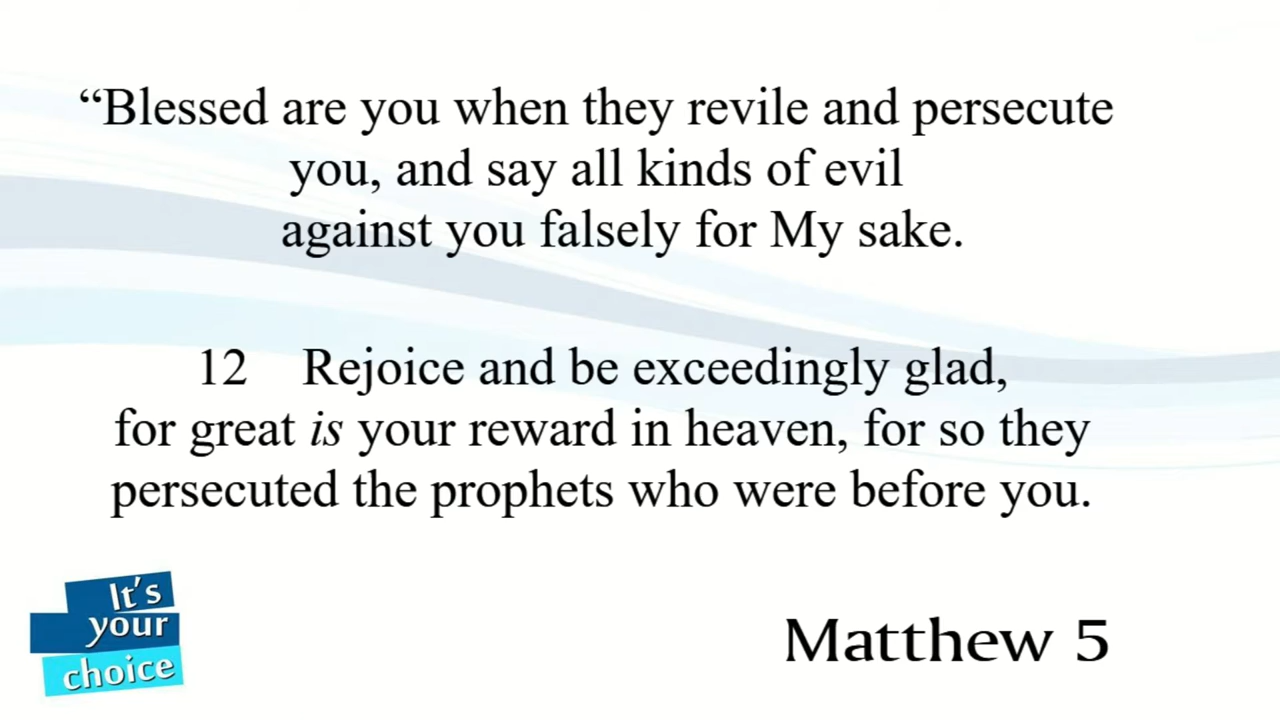 “Blessed are you when they revile and persecute
you, and say all kinds of evil
against you falsely for My sake.
12 Rejoice and be exceedingly glad,
for great is your reward in heaven, for so they
persecuted the prophets who were before you.
It's
your
choice
Matthew 5